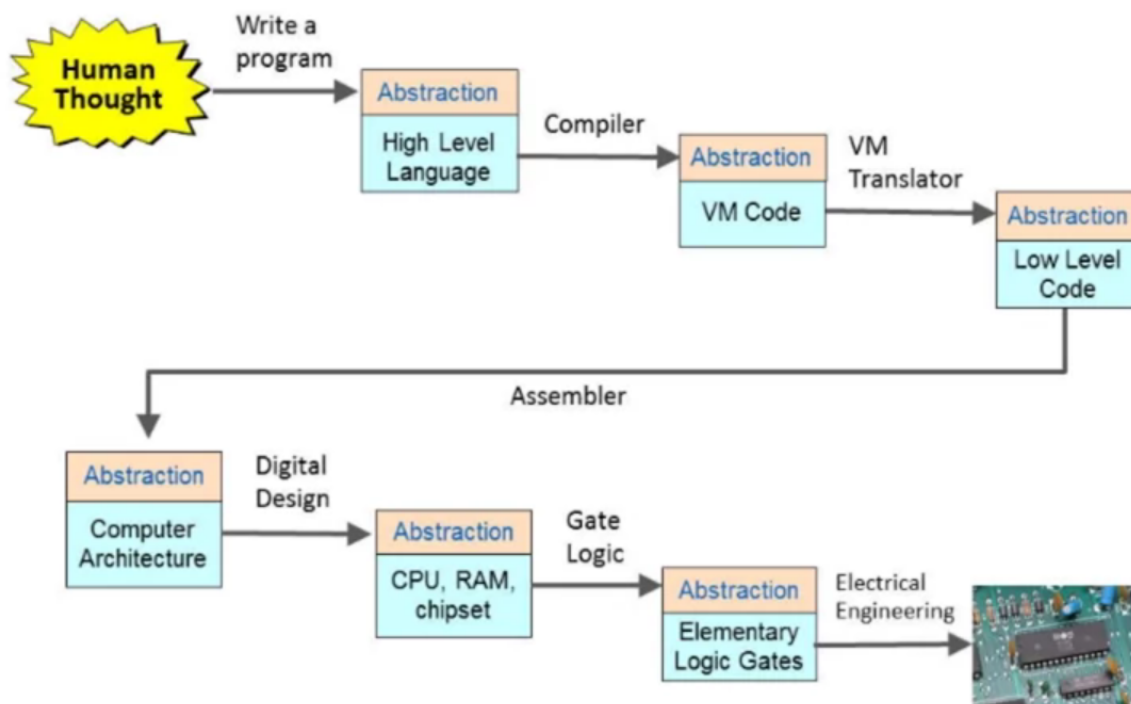 Human
Thought
Write a
program
Abstraction
High Level
Language
Compiler
Abstraction
VM Code
VM
Translator
Abstraction
Low Level
Code
Assembler
Abstraction
Computer
Architecture
Digital
Design
Abstraction
CPU, RAM,
chipset
Gate
Logic
Abstraction
Elementary
Logic Gates
Electrical
Engineering